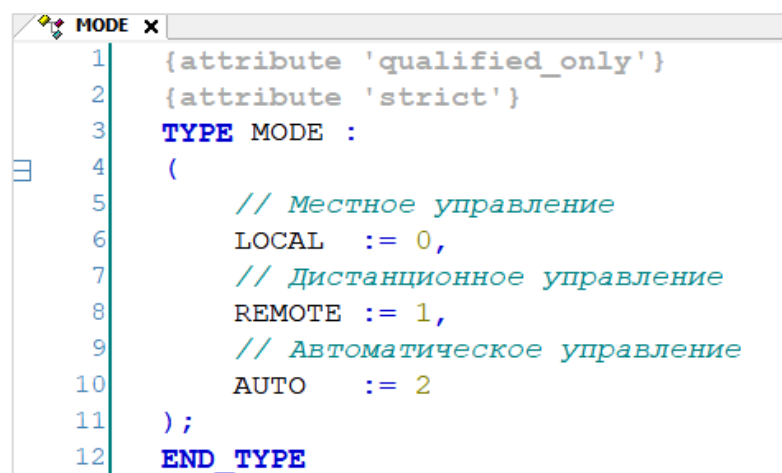 MODE x
1 {attribute 'qualified_only'}
2 {attribute 'strict'}
3 TYPE MODE :
4 (
5 // Местное управление
6 LOCAL := 0,
7 // Дистанционное управление
8 REMOTE := 1,
9 // Автоматическое управление
10 AUTO := 2
11 );
12 END_TYPE